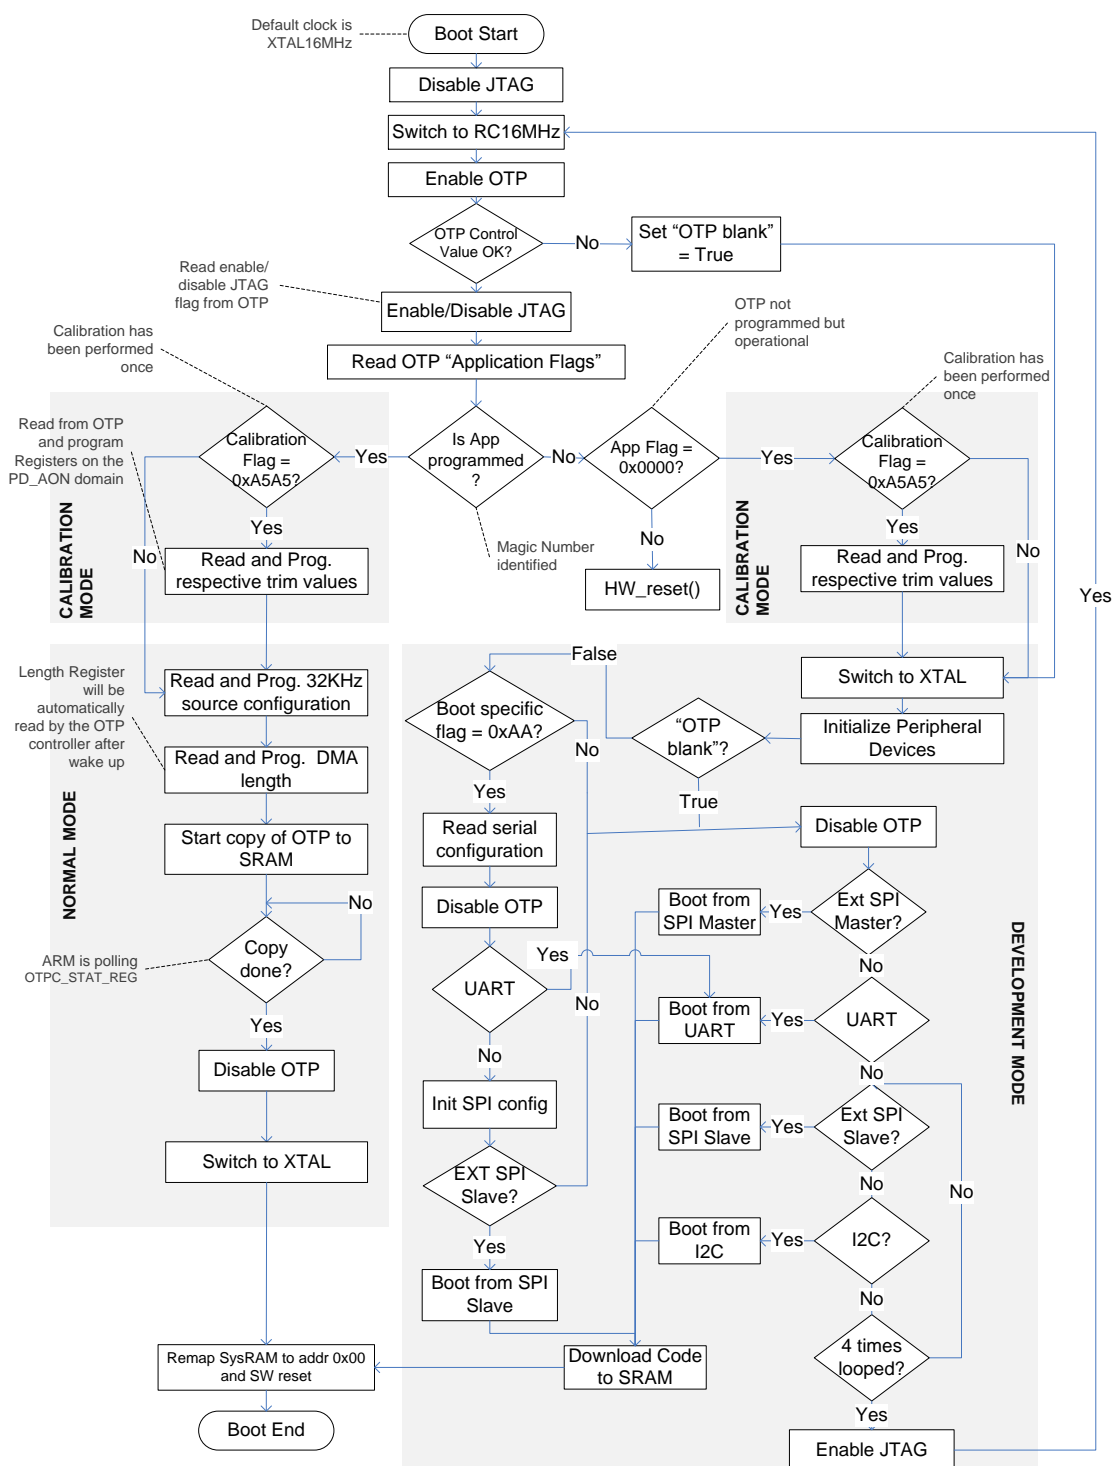 Default clock is
XTAL16MHz
Boot Start
Disable JTAG
Switch to RC16MHz
Enable OTP
OTP Control
Value OK?
No
Set “OTP blank”
= True
Read enable/
disable JTAG
flag from OTP
Enable/Disable JTAG
OTP not
programmed but
operational
Calibration has
been performed
once
Read OTP “Application Flags”
Calibration has
been performed
once
Read from OTP
and program
Registers on the
PD_AON domain
Calibration
Flag =
0xA5A5?
Yes
Is App
programmed
?
No
App Flag =
0x0000?
Yes
Calibration
Flag =
0xA5A5?
Yes
No
Read and Prog.
respective trim values
CALIBRATION
MODE
Magic Number
identified
No
HW_reset()
Yes
No
Read and Prog.
respective trim values
CALIBRATION
MODE
Yes
Length Register
will be
automatically
read by the OTP
controller after
wake up
Read and Prog. 32KHz
source configuration
Read and Prog.  DMA
length
Start copy of OTP to
SRAM
No
Copy
done?
ARM is polling
OTPC_STAT_REG
Yes
Disable OTP
Switch to XTAL
NORMAL MODE
False
Switch to XTAL
Initialize Peripheral
Devices
“OTP
blank”?
True
Boot specific
flag = 0xAA?
No
Yes
Read serial
configuration
Disable OTP
Disable OTP
Boot from
SPI Master
Yes
Ext SPI
Master?
No
UART
Yes
No
No
Boot from
UART
Yes
UART
No
Init SPI config
Boot from
SPI Slave
Yes
Ext SPI
Slave?
No
No
EXT SPI
Slave?
Yes
Boot from
I2C
Yes
I2C?
No
Boot from SPI
Slave
4 times
looped?
Yes
Enable JTAG
DEVELOPMENT MODE
Download Code
to SRAM
Remap SysRAM to addr 0x00
and SW reset
Boot End